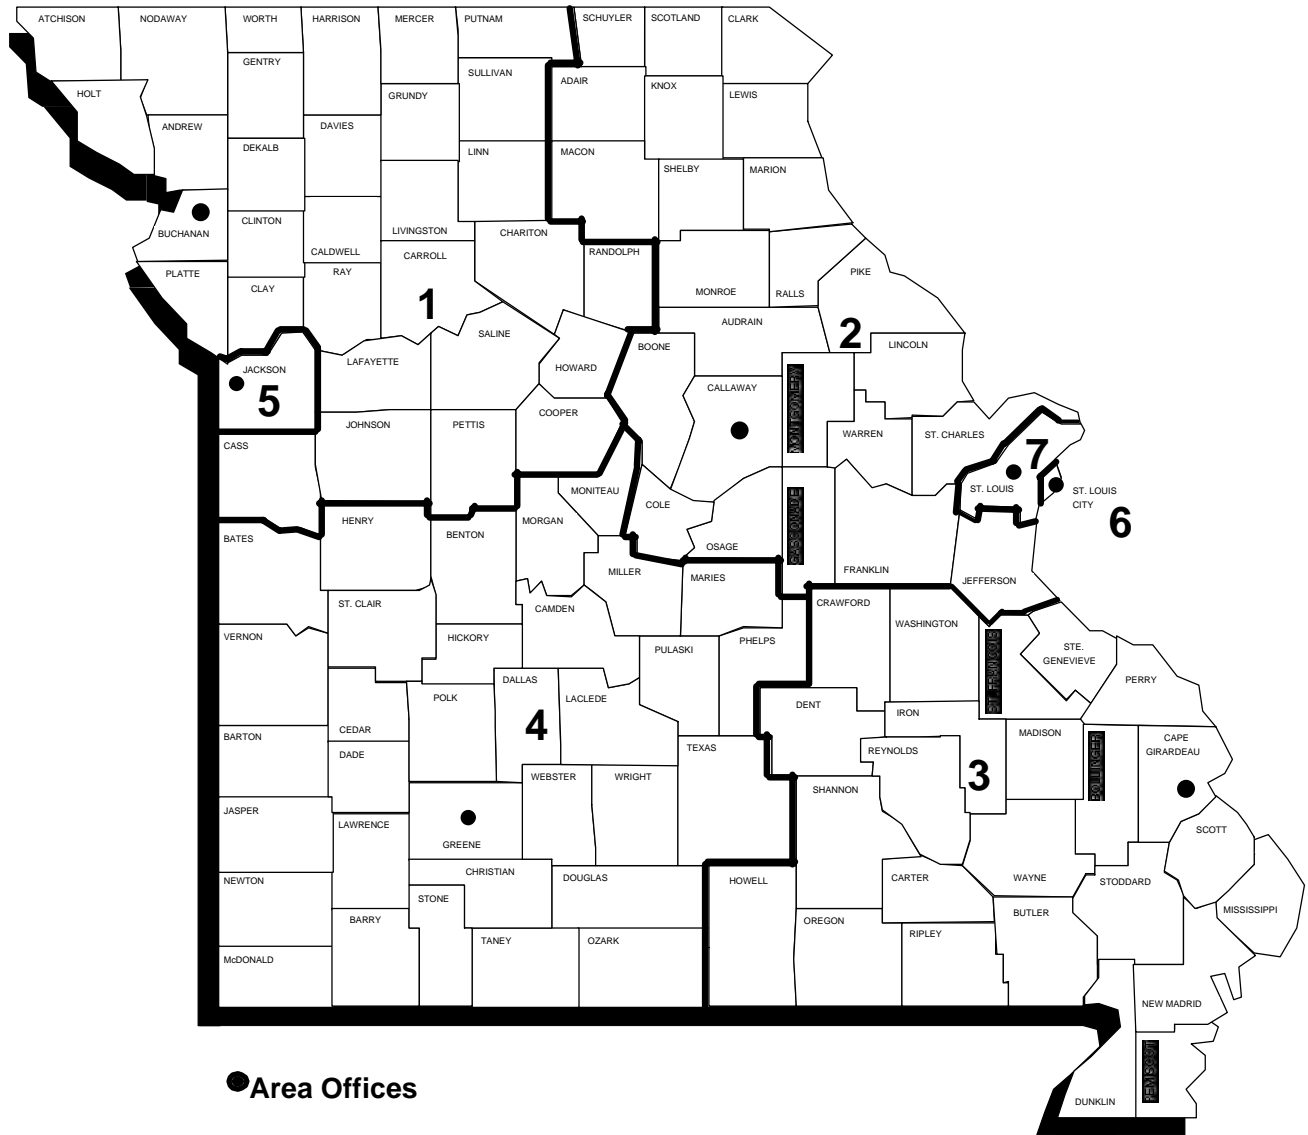 ATCHISON
NODAWAY
WORTH
HARRISON
MERCER
PUTNAM
SCHUYLER
SCOTLAND
CLARK
GENTRY
SULLIVAN
ADAIR
KNOX
HOLT
GRUNDY
LEWIS
ANDREW
DAVIES
DEKALB
LINN
MACON
SHELBY
MARION
CLINTON
BUCHANAN
LIVINGSTON
CHARITON
CALDWELL
CARROLL
RANDOLPH
PLATTE
RAY
PIKE
CLAY
1
MONROE
RALLS
AUDRAIN
2
SALINE
BOONE
LINCOLN
LAFAYETTE
HOWARD
JACKSON
5
CALLAWAY
MONTGOMERY
COOPER
JOHNSON
PETTIS
WARREN
ST. CHARLES
CASS
7
MONITEAU
ST. LOUIS
ST. LOUIS
CITY
COLE
GASCONADE
6
HENRY
MORGAN
BATES
BENTON
OSAGE
MILLER
MARIES
FRANKLIN
JEFFERSON
ST. CLAIR
CAMDEN
CRAWFORD
WASHINGTON
VERNON
HICKORY
PULASKI
PHELPS
ST. FRANCOIS
STE.
GENEVIEVE
DALLAS
PERRY
POLK
LACLEDE
DENT
IRON
CEDAR
4
MADISON
BARTON
BOLLINGER
CAPE
GIRARDEAU
DADE
TEXAS
REYNOLDS
WEBSTER
WRIGHT
3
SHANNON
JASPER
LAWRENCE
SCOTT
GREENE
CHRISTIAN
DOUGLAS
HOWELL
CARTER
WAYNE
STODDARD
NEWTON
STONE
MISSISSIPPI
BARRY
OREGON
BUTLER
TANEY
OZARK
RIPLEY
McDONALD
NEW MADRID
PEMISCOT
Area Offices
DUNKLIN